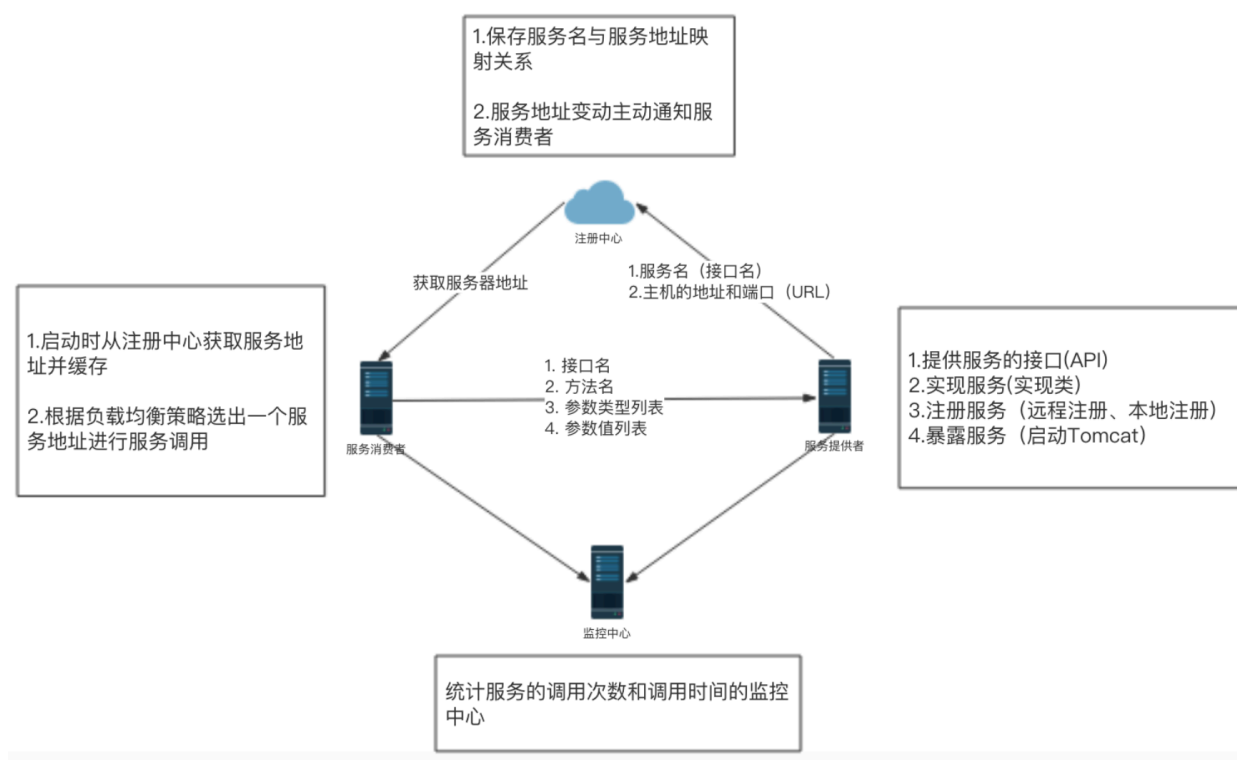 1.保存服务名与服务地址映
射关系
2.服务地址变动主动通知服
务消费者
注册中心
获取服务器地址
1.服务名（接口名）
2.主机的地址和端口（URL）
1.启动时从注册中心获取服务地
址并缓存
2.根据负载均衡策略选出一个服
务地址进行服务调用
服务消费者
1. 接口名
2. 方法名
3. 参数类型列表
4. 参数值列表
服务提供者
1.提供服务的接口(API)
2.实现服务(实现类)
3.注册服务（远程注册、本地注册）
4.暴露服务（启动Tomcat）
监控中心
统计服务的调用次数和调用时间的监控
中心